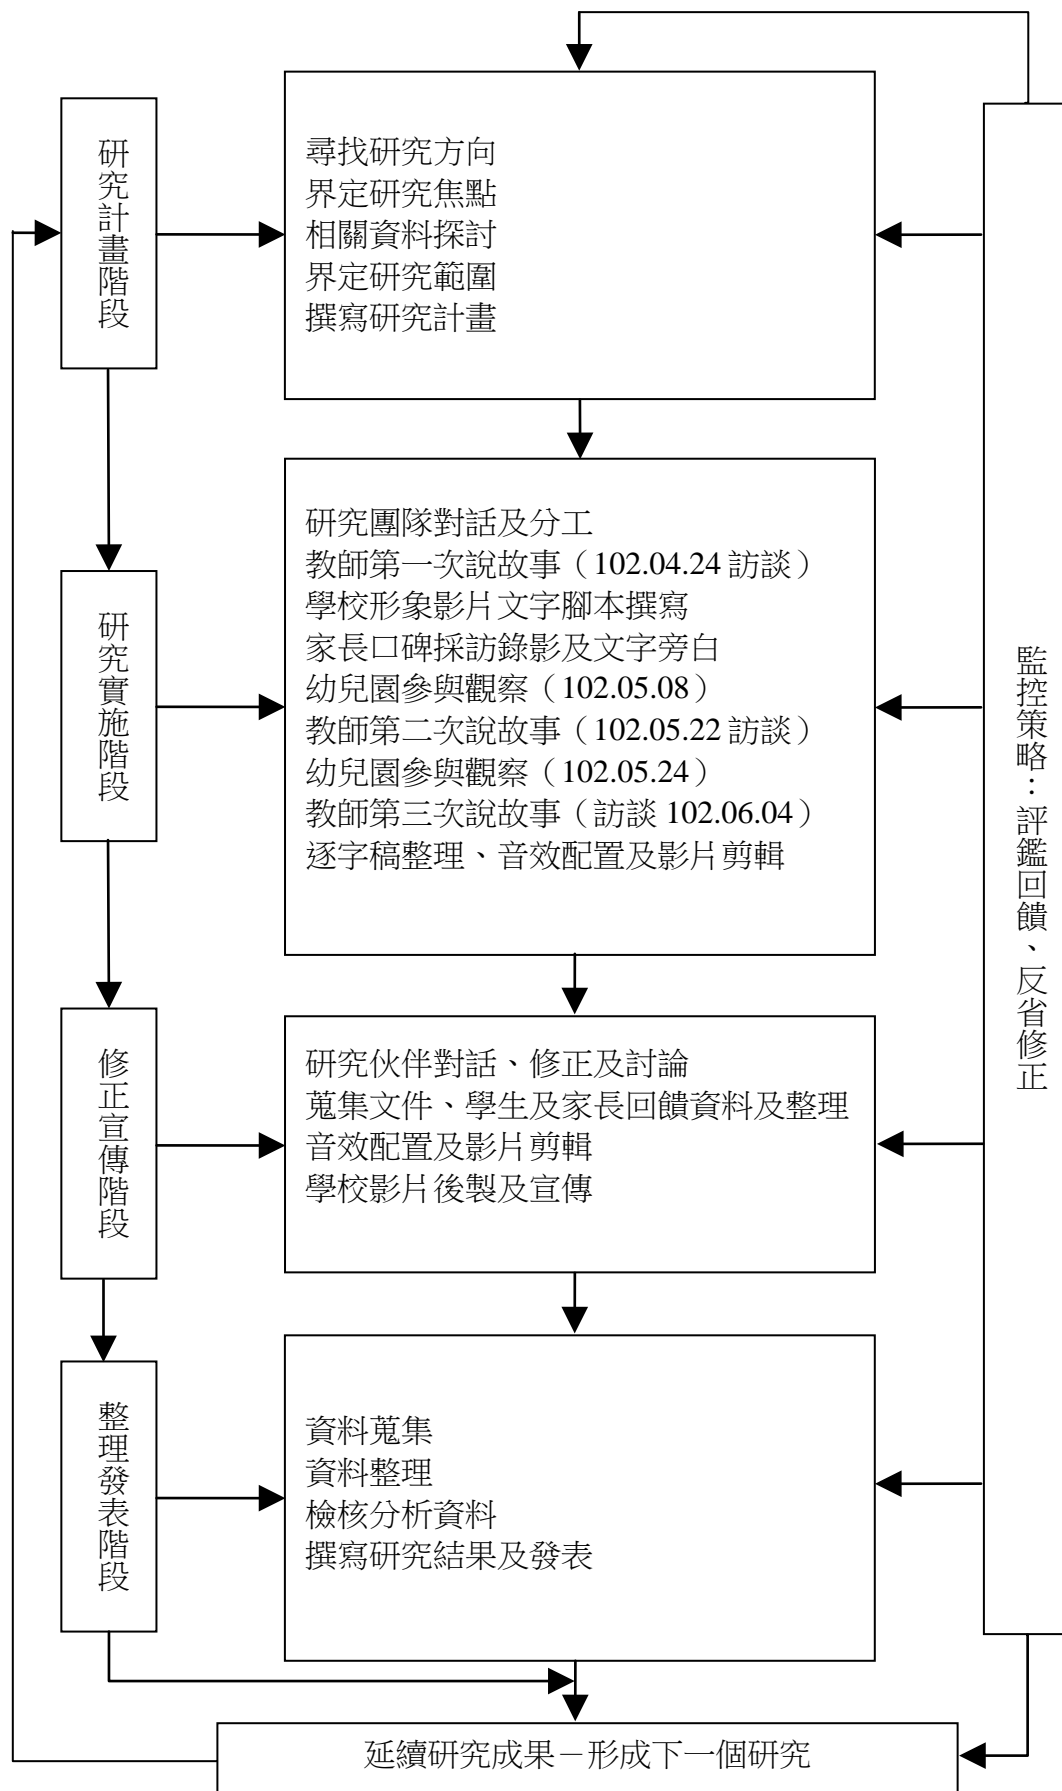 研究計畫階段
尋找研究方向
界定研究焦點
相關資料探討
界定研究範圍
撰寫研究計畫
研究實施階段
研究團隊對話及分工
教師第一次說故事（102.04.24 訪談）
學校形象影片文字腳本撰寫
家長口碑採訪錄影及文字旁白
幼兒園參與觀察（102.05.08）
教師第二次說故事（102.05.22 訪談）
幼兒園參與觀察（102.05.24）
教師第三次說故事（訪談 102.06.04）
逐字稿整理、音效配置及影片剪輯
修正宣傳階段
研究伙伴對話、修正及討論
蒐集文件、學生及家長回饋資料及整理
音效配置及影片剪輯
學校影片後製及宣傳
整理發表階段
資料蒐集
資料整理
檢核分析資料
撰寫研究結果及發表
監控策略：評鑑回饋、反省修正
延續研究成果－形成下一個研究